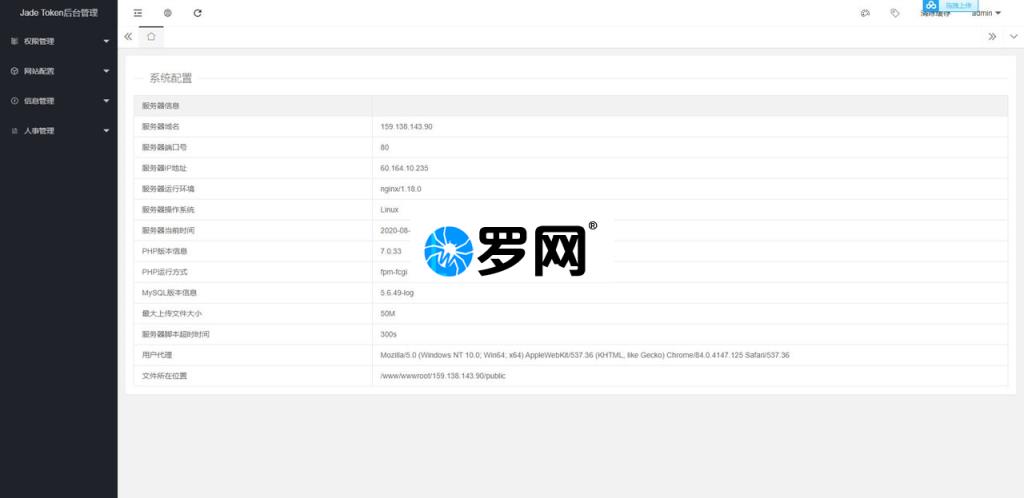 Jade Token后台管理
admin
权限管理
网站配置
信息管理
人事管理
系统配置
服务器信息
服务器域名 159.138.143.90
服务器端口号 80
服务器IP地址 60.164.10.235
服务器运行环境 nginx/1.18.0
服务器操作系统 Linux
服务器当前时间 2020-08-
PHP版本信息 7.0.33
PHP运行方式 fpm-fcgi
MySQL版本信息 5.6.49-log
最大上传文件大小 50M
服务器脚本超时时间 300s
用户代理 Mozilla/5.0 (Windows NT 10.0; Win64; x64) AppleWebKit/537.36 (KHTML, like Gecko) Chrome/84.0.4147.125 Safari/537.36
文件所在位置 /www/wwwroot/159.138.143.90/public
罗网®